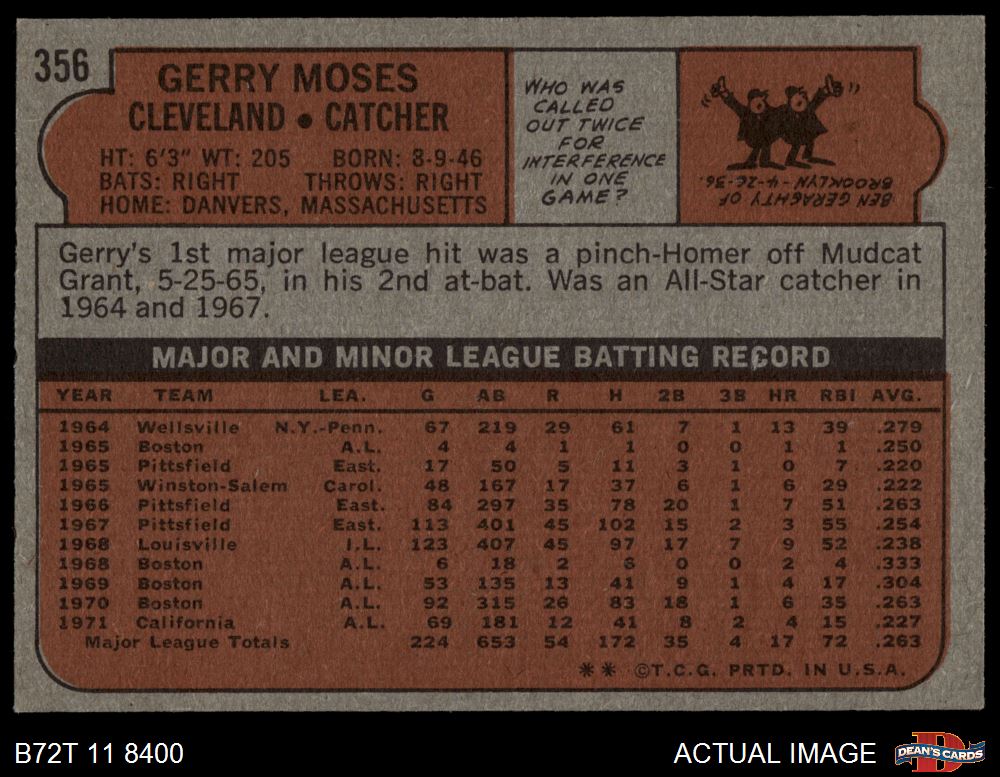 356
GERRY MOSES
CLEVELAND • CATCHER
HT: 6'3" WT: 205 BORN: 8-9-46
BATS: RIGHT THROWS: RIGHT
HOME: DANVERS, MASSACHUSETTS
WHO WAS
CALLED
OUT TWICE
FOR
INTERFERENCE
IN ONE
GAME?
BEN GERAGHTY OF
BROOKLYN - 4-26-36.
Gerry's 1st major league hit was a pinch-Homer off Mudcat
Grant, 5-25-65, in his 2nd at-bat. Was an All-Star catcher in
1964 and 1967.
MAJOR AND MINOR LEAGUE BATTING RECORD
YEAR TEAM LEA. G AB R H 2B 3B HR RBI AVG.
1964 Wellsville N.Y.-Penn. 67 219 29 61 7 1 13 39 .279
1965 Boston A.L. 4 4 1 1 0 0 1 1 .250
1965 Pittsfield East. 17 50 5 11 3 1 0 7 .220
1965 Winston-Salem Carol. 48 167 17 37 6 1 6 29 .222
1966 Pittsfield East. 84 297 35 78 20 1 7 51 .263
1967 Pittsfield East. 113 401 45 102 15 2 3 55 .254
1968 Louisville I.L. 123 407 45 97 17 7 9 52 .238
1968 Boston A.L. 6 18 2 6 0 0 2 4 .333
1969 Boston A.L. 53 135 13 41 9 1 4 17 .304
1970 Boston A.L. 92 315 26 83 18 1 6 35 .263
1971 California A.L. 69 181 12 41 8 2 4 15 .227
Major League Totals 224 653 54 172 35 4 17 72 .263
** ©T.C.G. PRTD. IN U.S.A.
B72T 11 8400
ACTUAL IMAGE
DEAN'S CARDS